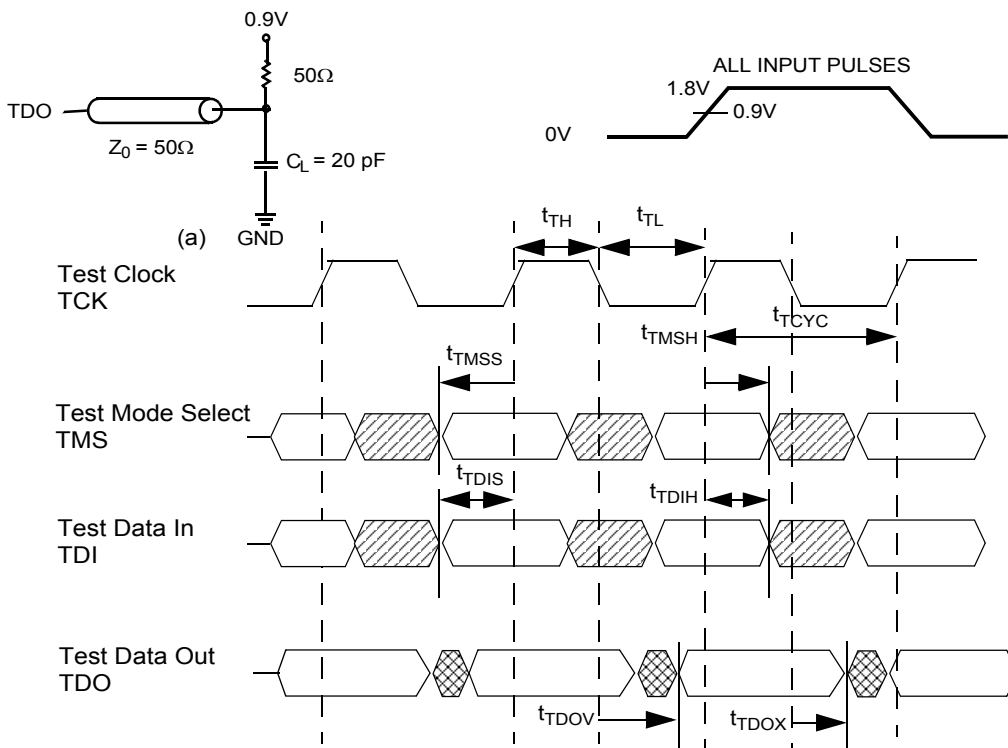 0.9V
50Ω
TDO
Z0 = 50Ω
CL = 20 pF
(a) GND
ALL INPUT PULSES
1.8V
0.9V
0V
tTH
tTL
Test Clock
TCK
tTCYC
tTMSH
tTMSS
Test Mode Select
TMS
tTDIS
tTDIH
Test Data In
TDI
Test Data Out
TDO
tTDOV
tTDOX